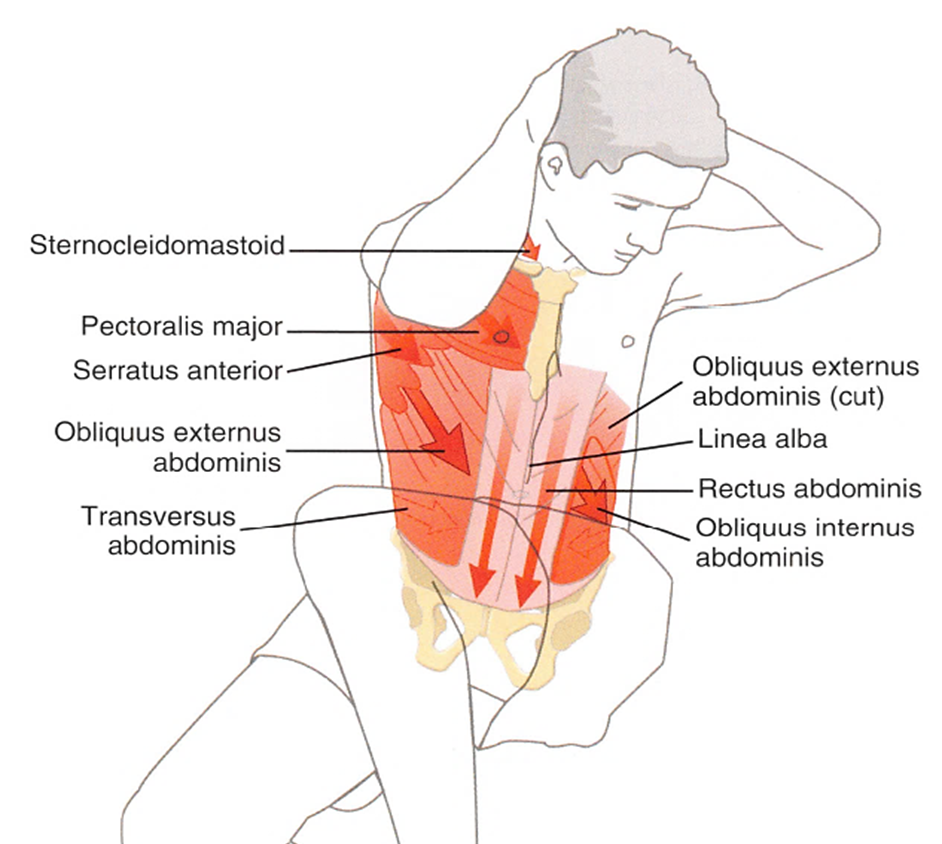 Sternocleidomastoid
Pectoralis major
Serratus anterior
Obliquus externus
abdominis
Transversus
abdominis
Obliquus externus
abdominis (cut)
Linea alba
Rectus abdominis
Obliquus internus
abdominis